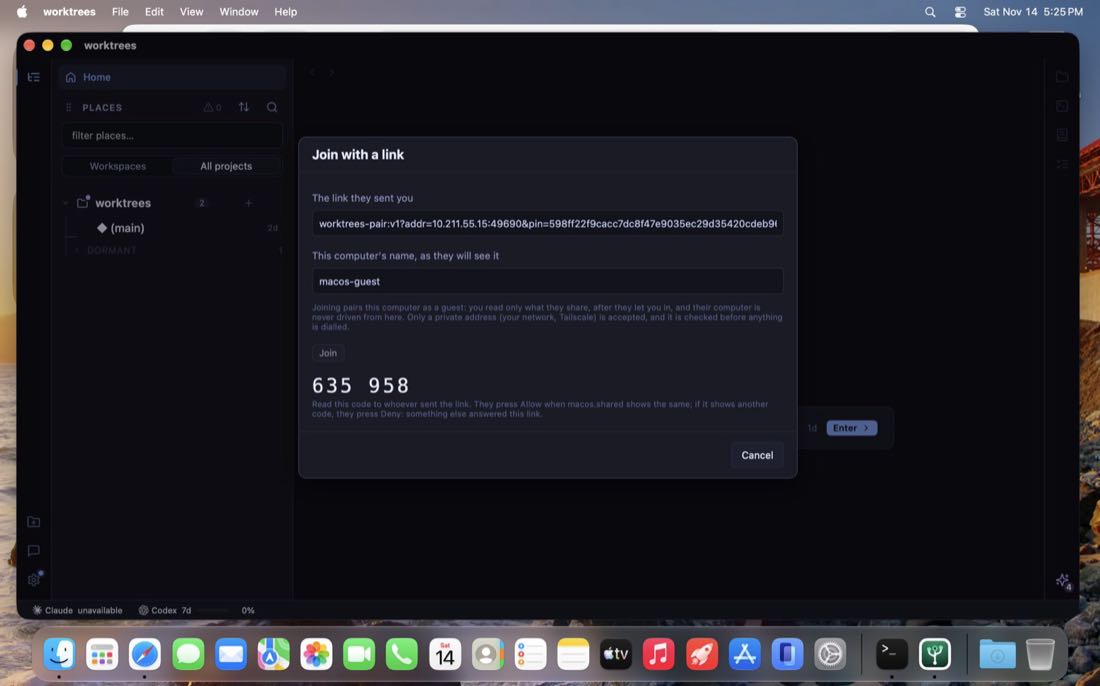 worktrees File Edit View Window Help Sat Nov 14 5:25 PM
worktrees
Home
PLACES 0
filter places...
Workspaces All projects
worktrees 2 +
(main) 2d
DORMANT 1
Join with a link
The link they sent you
worktrees-pair:v1?addr=10.211.55.15:49690&pin=598ff22f9cacc7dc8f47e9035ec29d35420cdeb9
This computer's name, as they will see it
macos-guest
Joining pairs this computer as a guest: you read only what they share, after they let you in, and their computer is
never driven from here. Only a private address (your network, Tailscale) is accepted, and it is checked before anything
is dialled.
Join
635 958
Read this code to whoever sent the link. They press Allow when macos.shared shows the same; if it shows another
code, they press Deny: something else answered this link.
1d Enter >
Cancel
4
Claude unavailable Codex 7d 0%
Sat
14
tv
>_